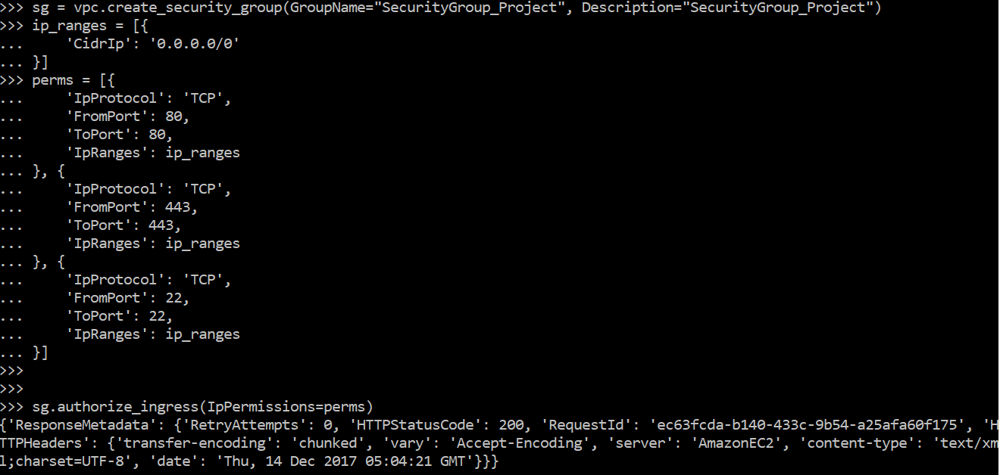 >>> sg = vpc.create_security_group(GroupName="SecurityGroup_Project", Description="SecurityGroup_Project")
>>> ip_ranges = [{
...     'CidrIp': '0.0.0.0/0'
... }]
>>> perms = [{
...     'IpProtocol': 'TCP',
...     'FromPort': 80,
...     'ToPort': 80,
...     'IpRanges': ip_ranges
... }, {
...     'IpProtocol': 'TCP',
...     'FromPort': 443,
...     'ToPort': 443,
...     'IpRanges': ip_ranges
... }, {
...     'IpProtocol': 'TCP',
...     'FromPort': 22,
...     'ToPort': 22,
...     'IpRanges': ip_ranges
... }]
>>>
>>>
>>> sg.authorize_ingress(IpPermissions=perms)
{'ResponseMetadata': {'RetryAttempts': 0, 'HTTPStatusCode': 200, 'RequestId': 'ec63fcda-b140-433c-9b54-a25afa60f175', 'H
TTPHeaders': {'transfer-encoding': 'chunked', 'vary': 'Accept-Encoding', 'server': 'AmazonEC2', 'content-type': 'text/xm
l;charset=UTF-8', 'date': 'Thu, 14 Dec 2017 05:04:21 GMT'}}}